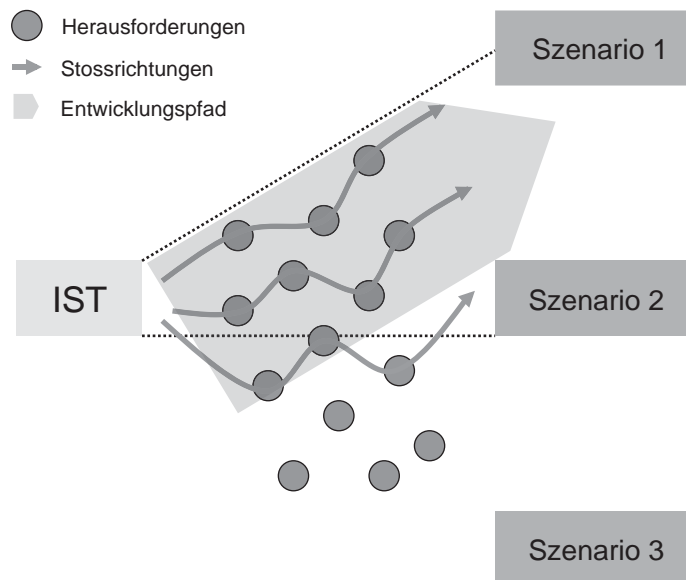 Herausforderungen
Stossrichtungen
Entwicklungspfad
Szenario 1
IST
Szenario 2
Szenario 3